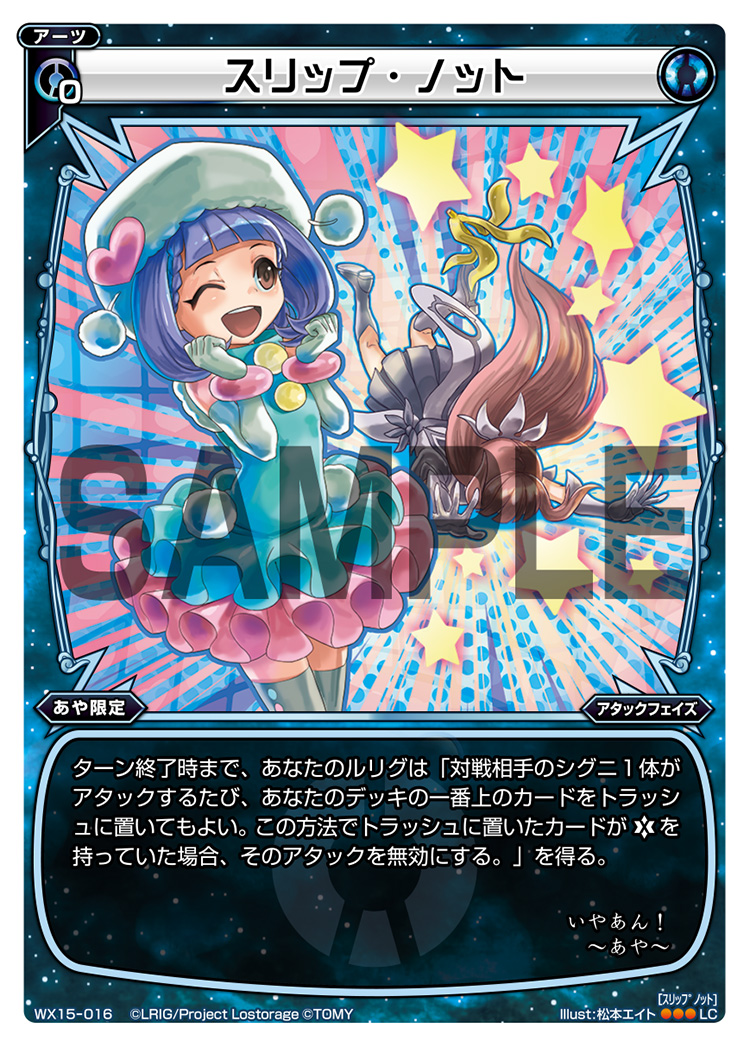 アーツ
0
スリップ・ノット
SAMPLE
あや限定
アタックフェイズ
ターン終了時まで、あなたのルリグは「対戦相手のシグニ１体が
アタックするたび、あなたのデッキの一番上のカードをトラッシ
ュに置いてもよい。この方法でトラッシュに置いたカードが を
持っていた場合、そのアタックを無効にする。」を得る。
いやあん！
～あや～
[スリップ ノット]
WX15-016 ©LRIG/Project Lostorage ©TOMY Illust:松本エイト LC